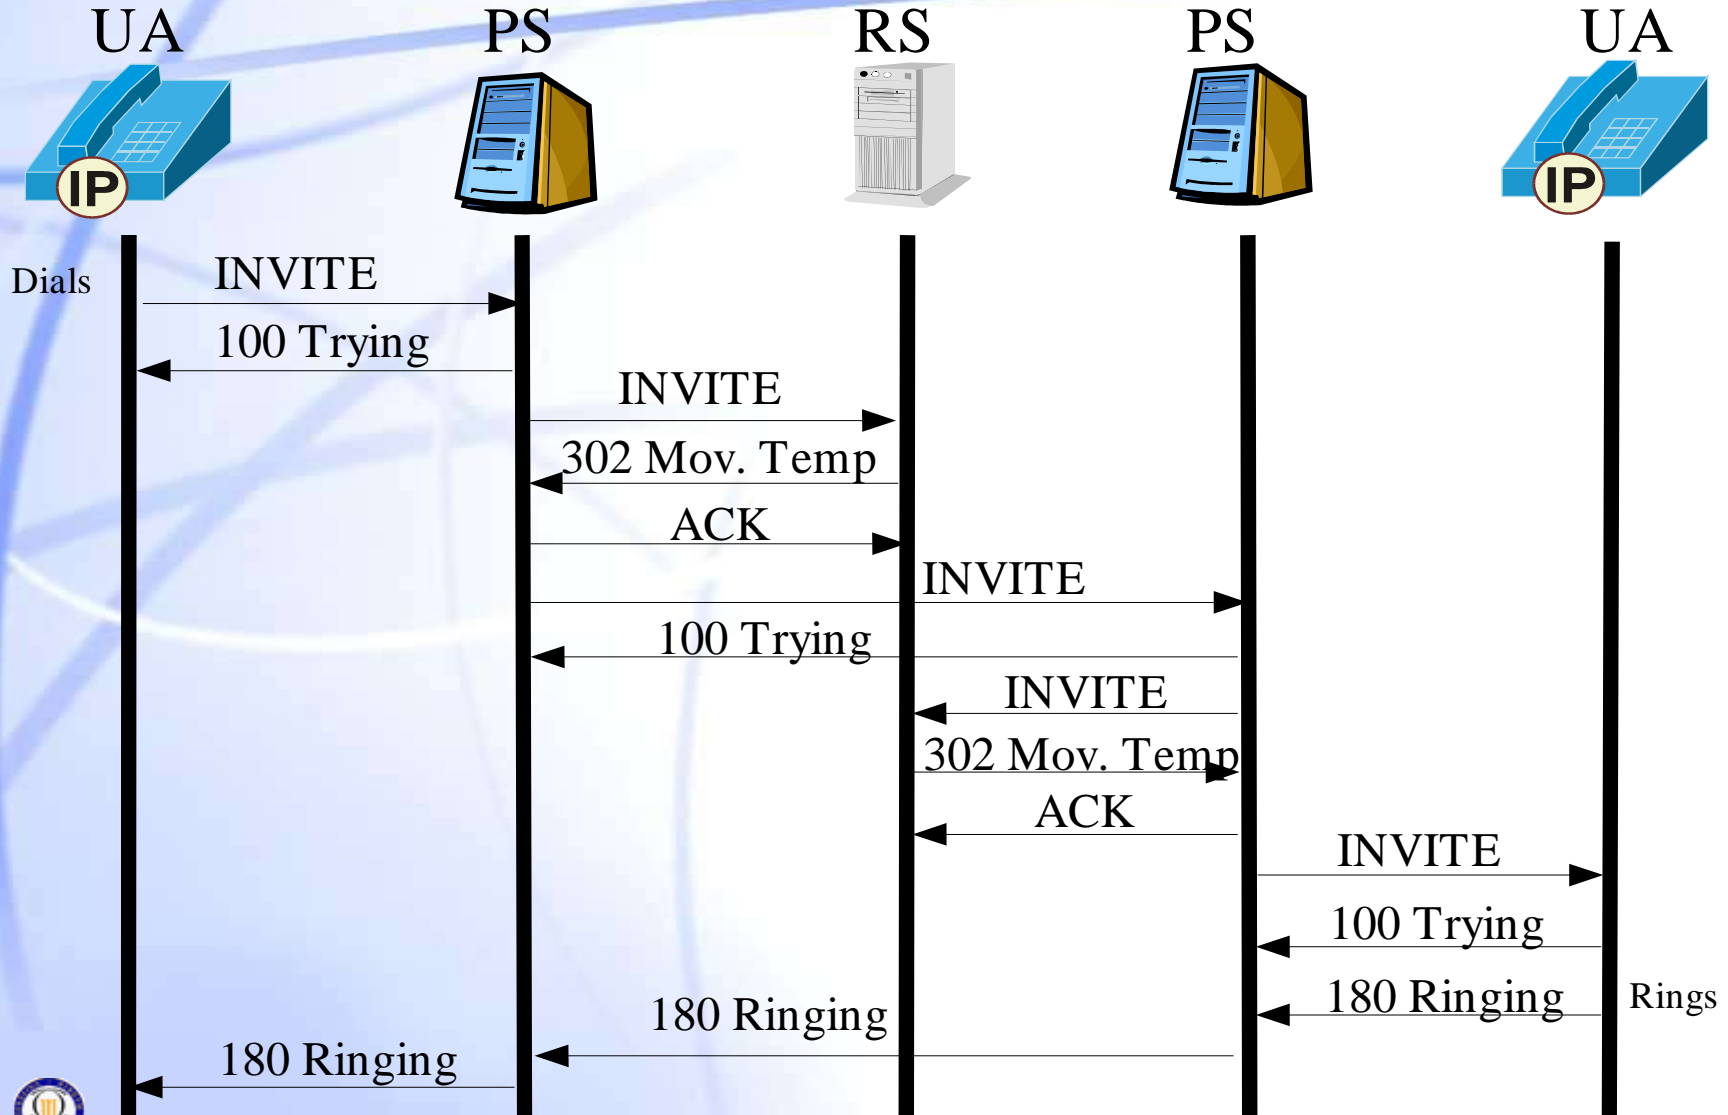 UA PS RS PS UA
IP IP
Dials INVITE
100 Trying
INVITE
302 Mov. Temp
ACK
INVITE
100 Trying
INVITE
302 Mov. Temp
ACK
INVITE
100 Trying
180 Ringing Rings
180 Ringing
180 Ringing